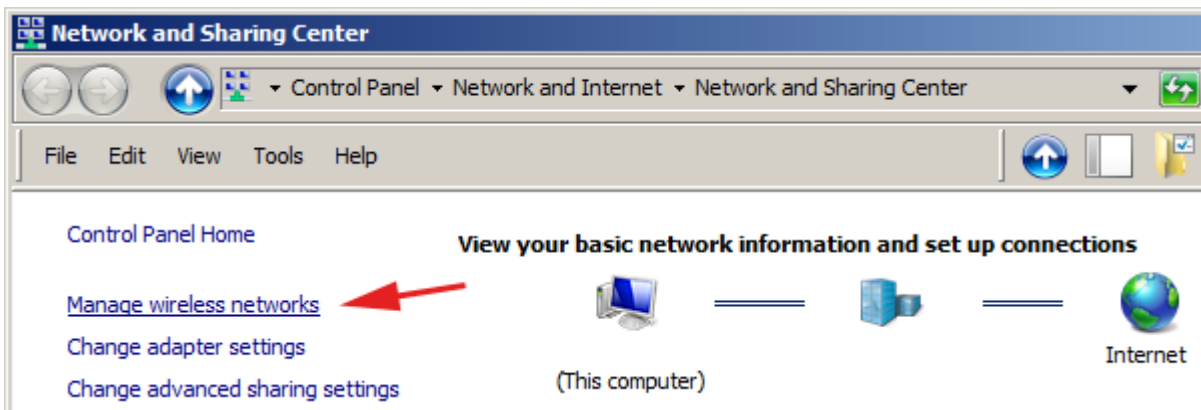 Network and Sharing Center
Control Panel Network and Internet Network and Sharing Center
File Edit View Tools Help
Control Panel Home
View your basic network information and set up connections
Manage wireless networks
Change adapter settings
Change advanced sharing settings
(This computer)
Internet